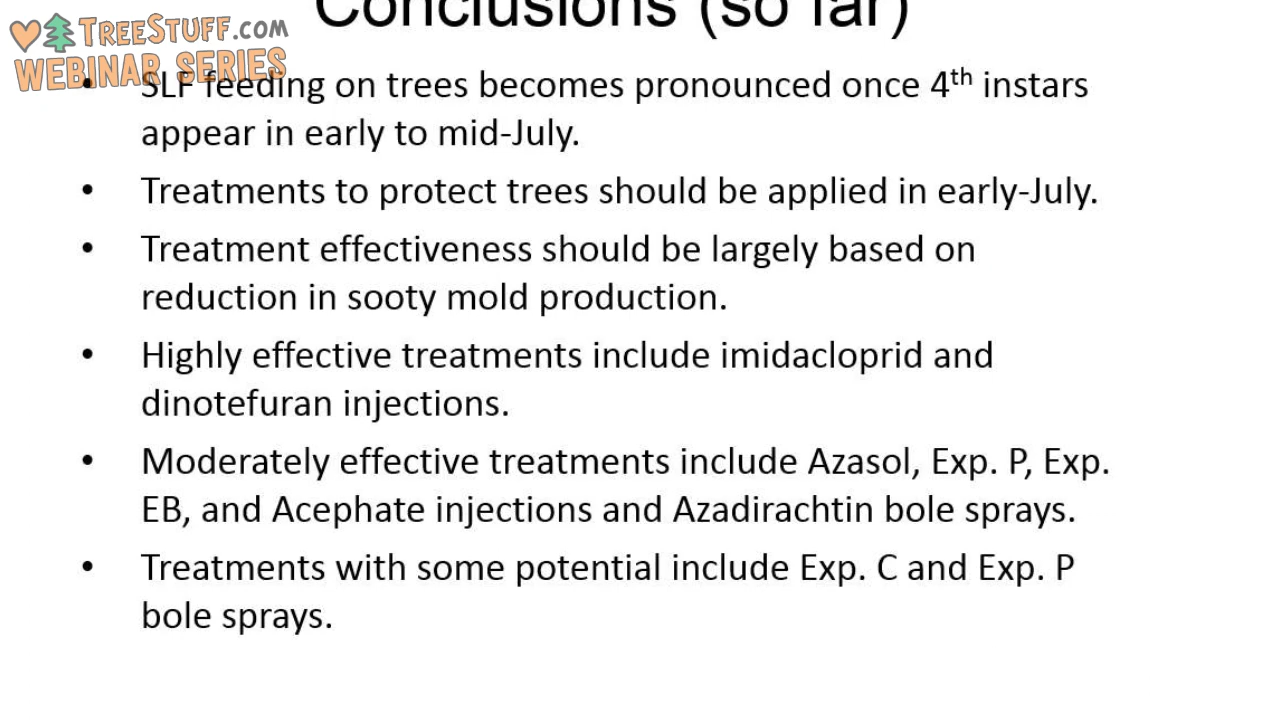 Conclusions (so far)
TREESTUFF.COM
WEBINAR SERIES
• SLF feeding on trees becomes pronounced once 4th instars
appear in early to mid-July.
• Treatments to protect trees should be applied in early-July.
• Treatment effectiveness should be largely based on
reduction in sooty mold production.
• Highly effective treatments include imidacloprid and
dinotefuran injections.
• Moderately effective treatments include Azasol, Exp. P, Exp.
EB, and Acephate injections and Azadirachtin bole sprays.
• Treatments with some potential include Exp. C and Exp. P
bole sprays.